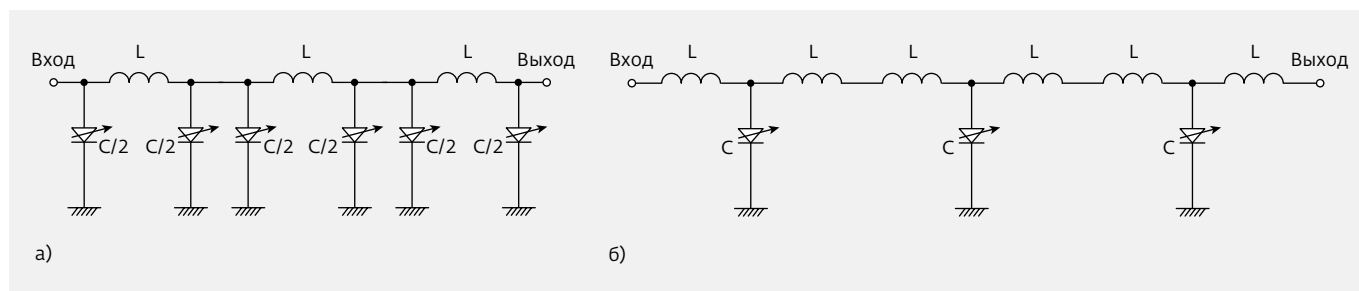 Вход L L L Выход
C/2 C/2 C/2 C/2 C/2 C/2
а)
Вход L L L L L L Выход
C C C
б)